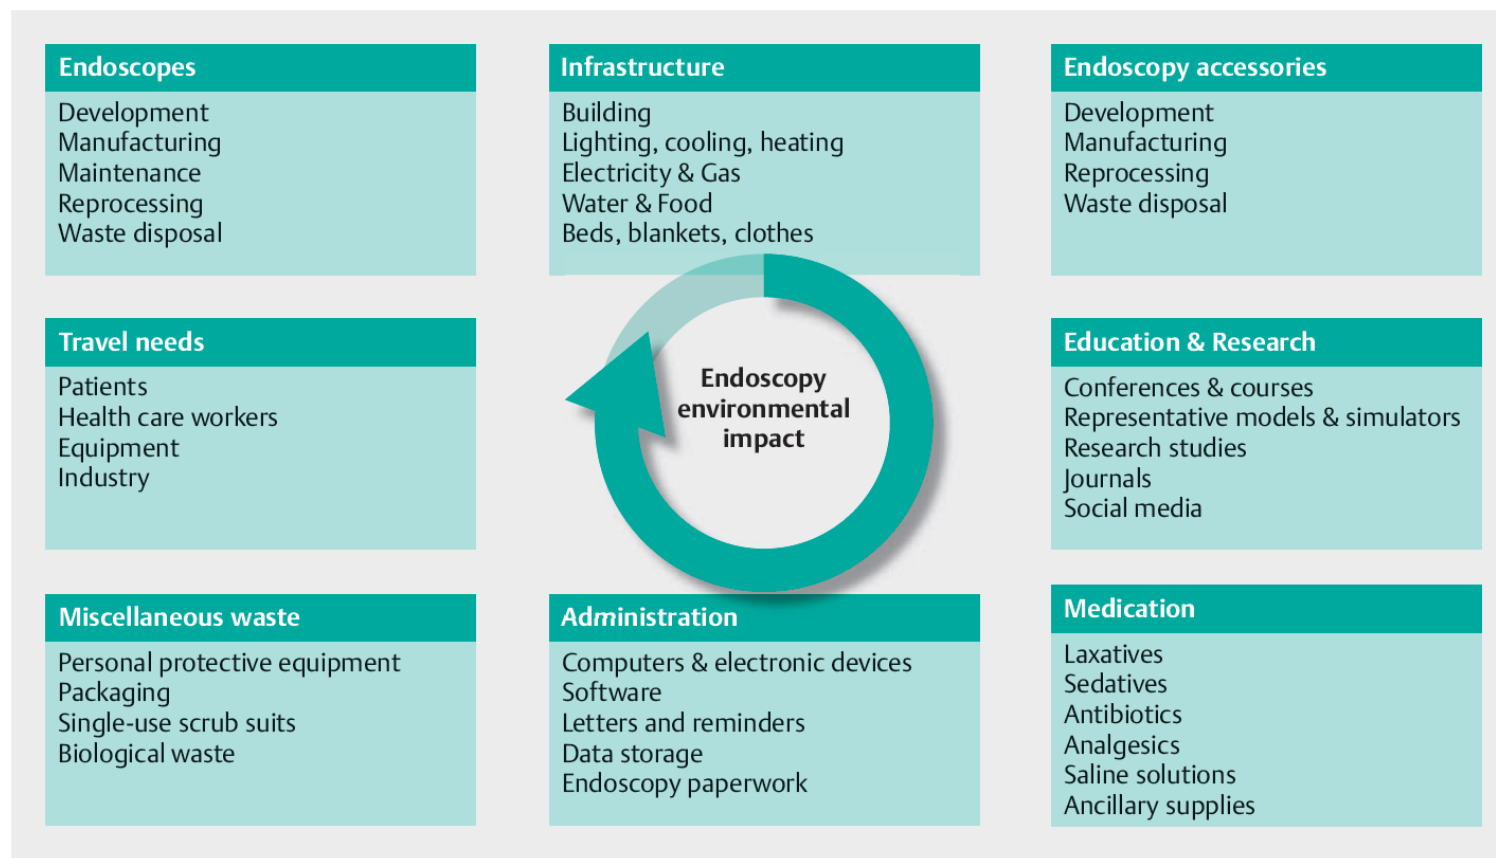 Endoscopes
Development
Manufacturing
Maintenance
Reprocessing
Waste disposal
Infrastructure
Building
Lighting, cooling, heating
Electricity & Gas
Water & Food
Beds, blankets, clothes
Endoscopy accessories
Development
Manufacturing
Reprocessing
Waste disposal
Travel needs
Patients
Health care workers
Equipment
Industry
Endoscopy
environmental
impact
Education & Research
Conferences & courses
Representative models & simulators
Research studies
Journals
Social media
Miscellaneous waste
Personal protective equipment
Packaging
Single-use scrub suits
Biological waste
Administration
Computers & electronic devices
Software
Letters and reminders
Data storage
Endoscopy paperwork
Medication
Laxatives
Sedatives
Antibiotics
Analgesics
Saline solutions
Ancillary supplies